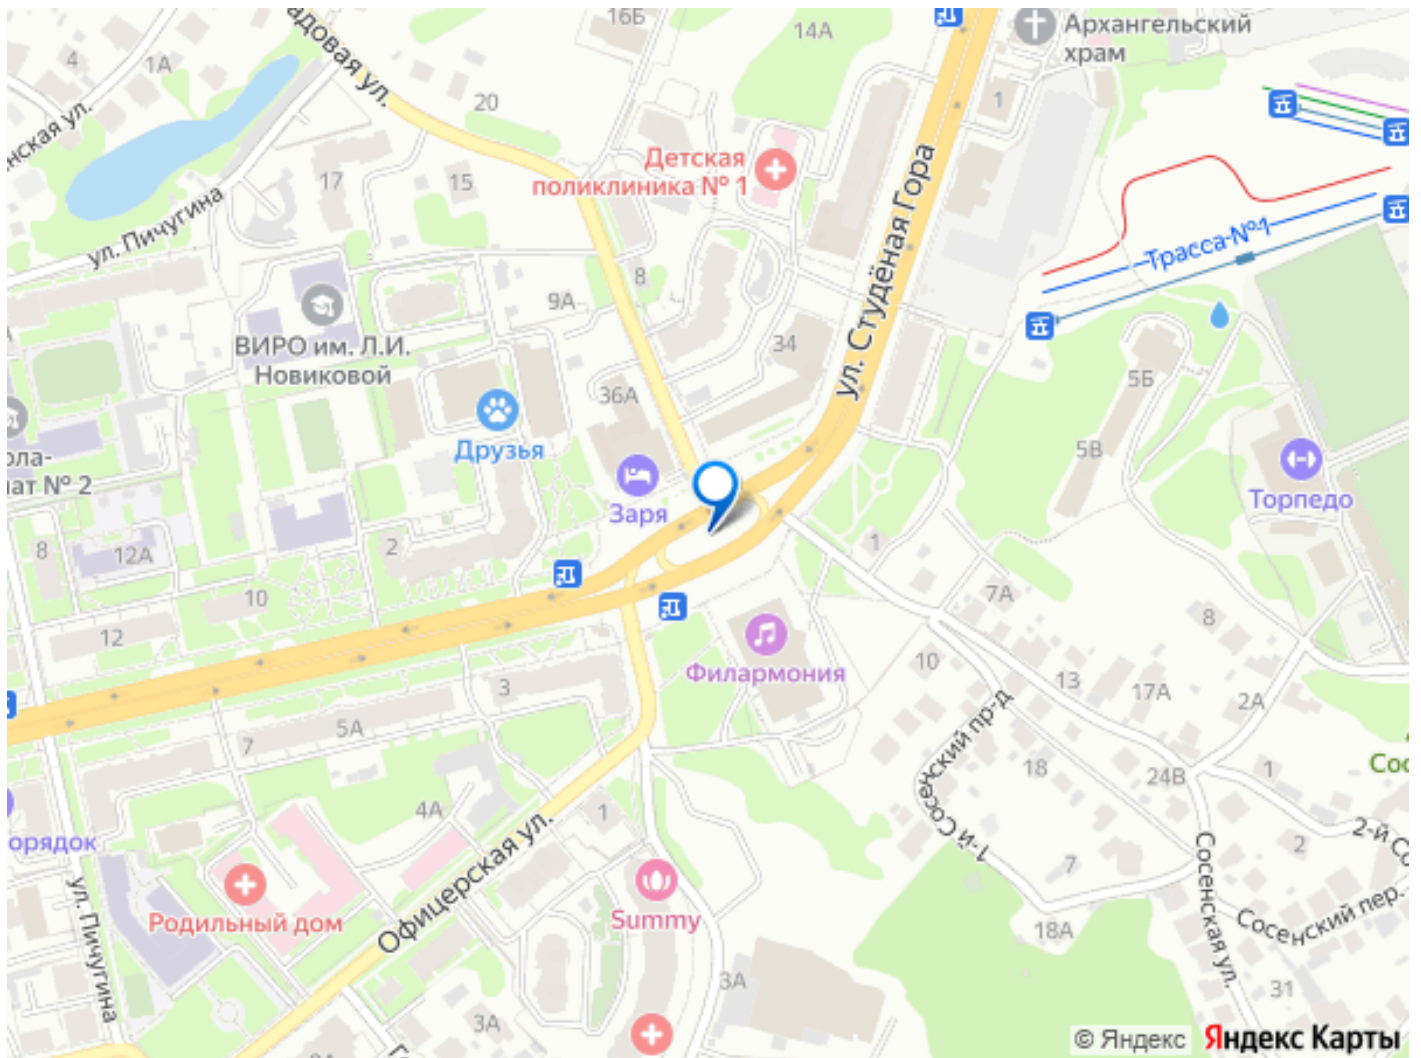 16Б
14А
Архангельский
храм
4
1А
адовая ул.
нская ул.
20
1
Детская
поликлиника № 1
17
15
ул. Пичугина
ул. Студёная Гора
Трасса №1
8
9А
ВИРО им. Л.И.
Новиковой
34
36А
5Б
5В
Друзья
ола-
нат № 2
Заря
Торпедо
8
12А
2
10
12
1
7А
8
Филармония
10
13
17А
2А
3
5А
7
1-й Сосенский пр-д
18
24В
1
Сос
4А
1
орядок
2
2-й Со
7
Сосенская ул.
Сосенский пер.
ул. Пичугина
Родильный дом
Офицерская ул.
Summy
18А
3А
31
3А
© Яндекс
Яндекс Карты